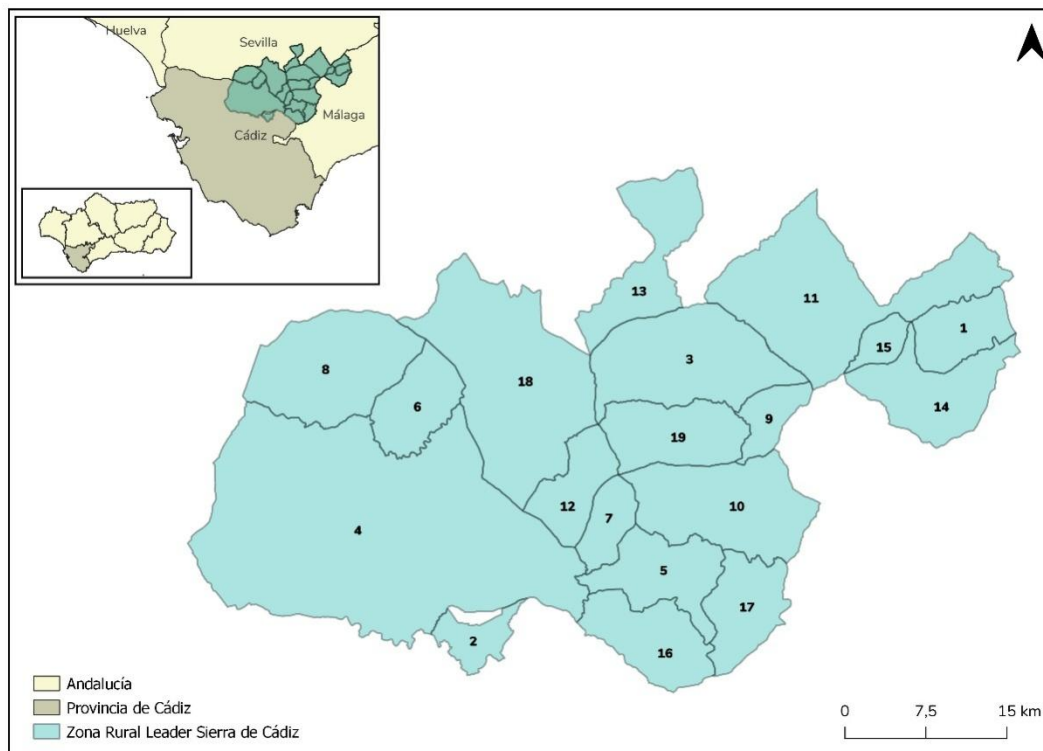 Huelva
Sevilla
Málaga
Cádiz
13
11
1
15
3
8
18
14
6
9
19
12
10
7
4
5
17
2
16
Andalucía
Provincia de Cádiz
Zona Rural Leader Sierra de Cádiz
0 7,5 15 km